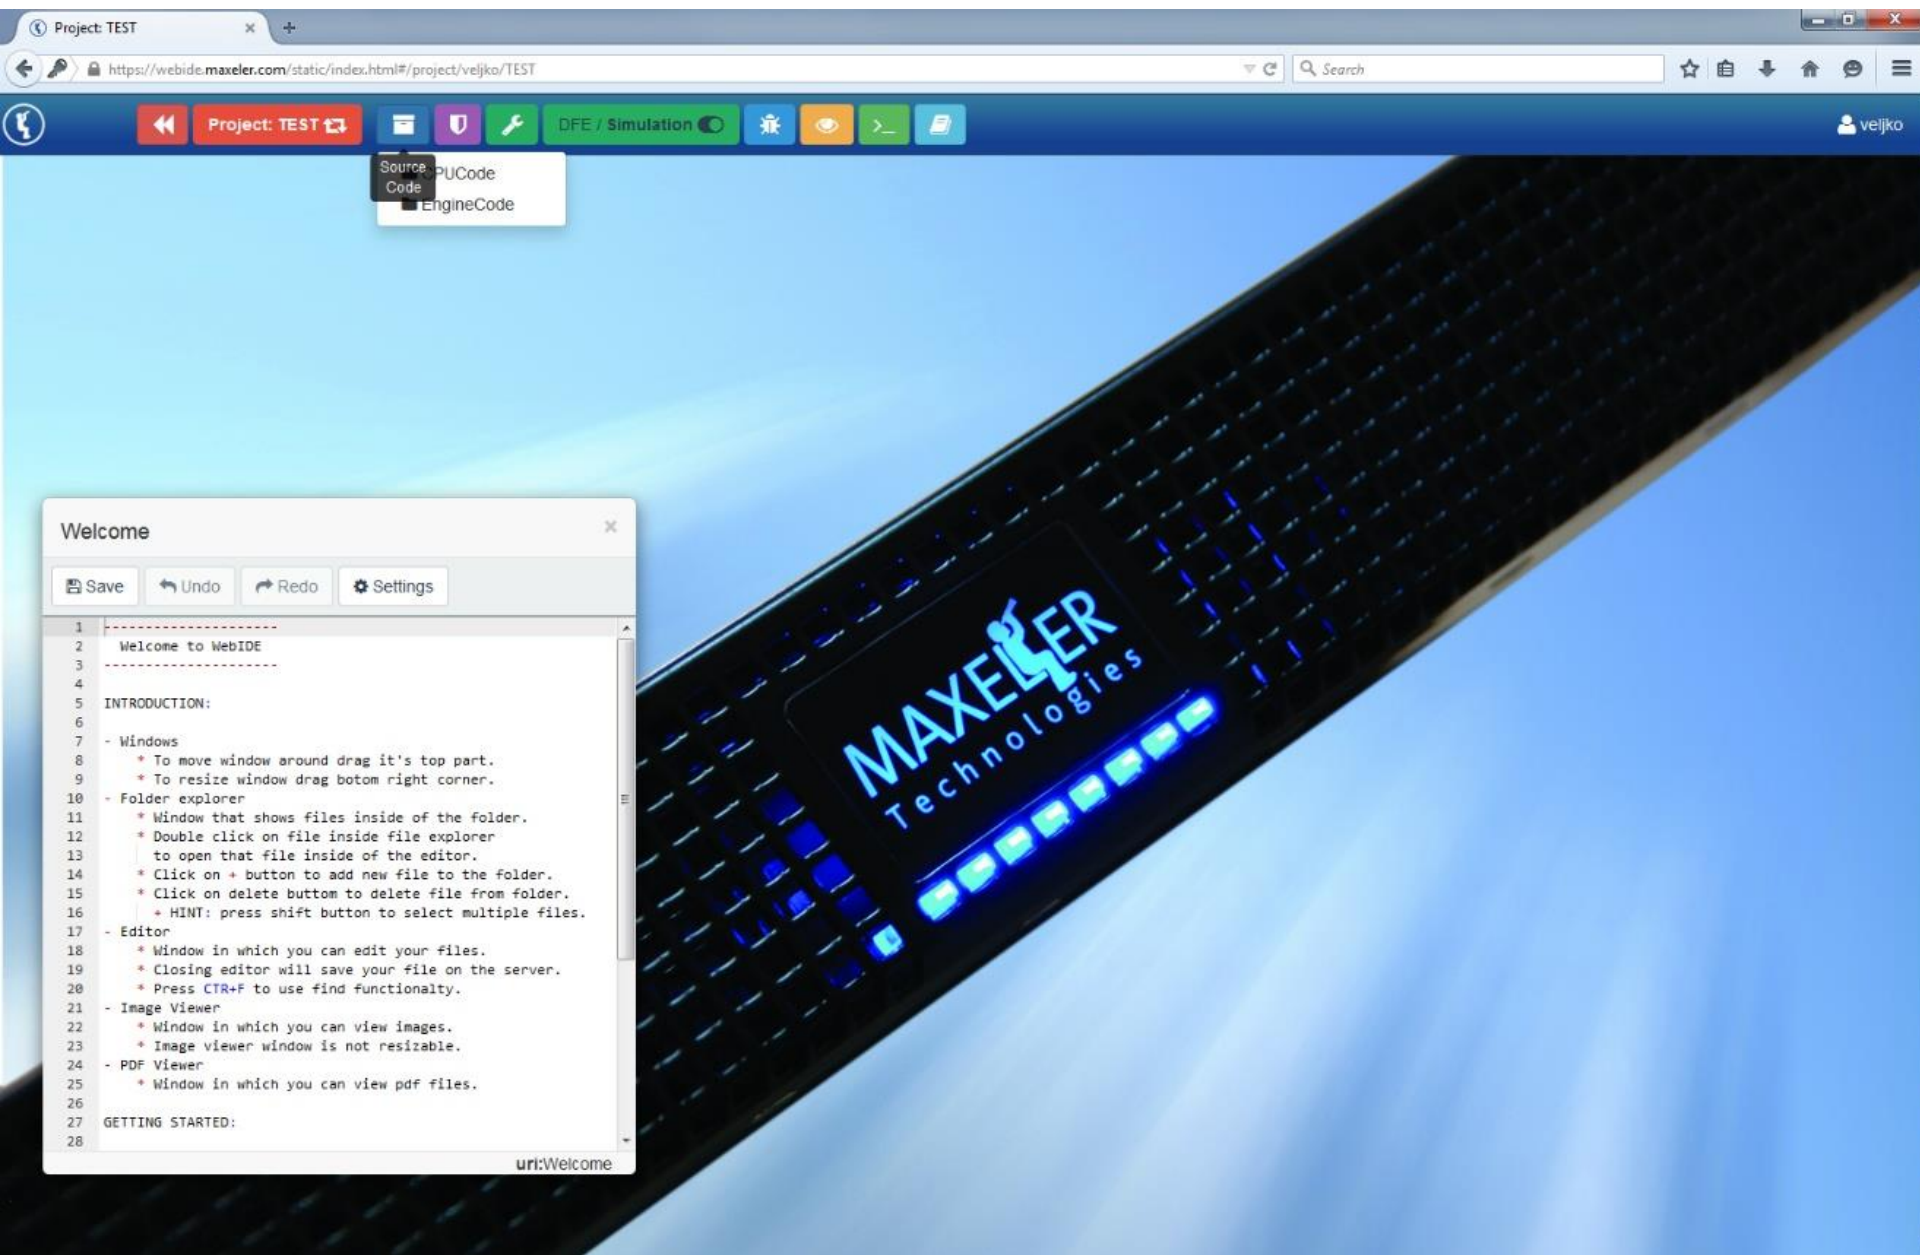 Project: TEST
https://webide.maxeler.com/static/index.html#/project/veljko/TEST
Search
Project: TEST
DFE / Simulation
>_
veljko
Source
Code
CPUCode
EngineCode
Welcome
Save Undo Redo Settings
1 ---------------------
2 Welcome to WebIDE
3 ---------------------
4
5 INTRODUCTION:
6
7 - Windows
8 * To move window around drag it's top part.
9 * To resize window drag botom right corner.
10 - Folder explorer
11 * Window that shows files inside of the folder.
12 * Double click on file inside file explorer
13 to open that file inside of the editor.
14 * Click on + button to add new file to the folder.
15 * Click on delete buttom to delete file from folder.
16 + HINT: press shift button to select multiple files.
17 - Editor
18 * Window in which you can edit your files.
19 * Closing editor will save your file on the server.
20 * Press CTR+F to use find functionalty.
21 - Image Viewer
22 * Window in which you can view images.
23 * Image viewer window is not resizable.
24 - PDF Viewer
25 * Window in which you can view pdf files.
26
27 GETTING STARTED:
28
uri:Welcome
MAXELER
Technologies